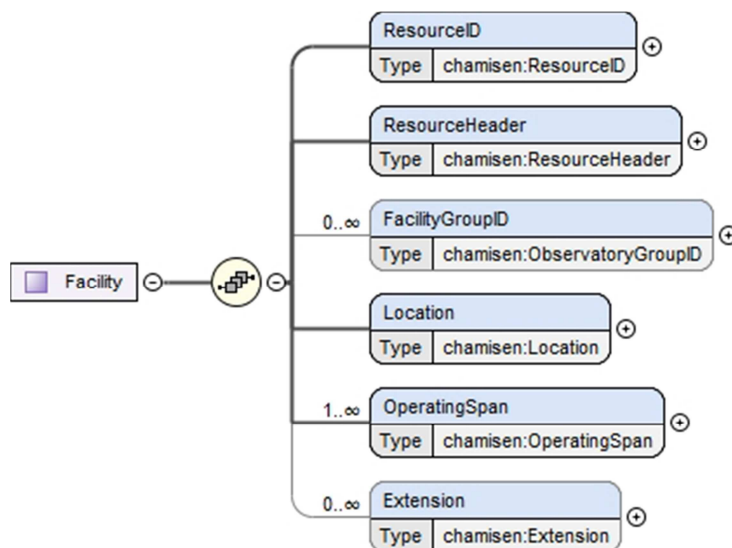 ResourceID
Type chamisen:ResourceID
ResourceHeader
Type chamisen:ResourceHeader
0..∞
FacilityGroupID
Type chamisen:ObservatoryGroupID
Facility
Location
Type chamisen:Location
1..∞
OperatingSpan
Type chamisen:OperatingSpan
0..∞
Extension
Type chamisen:Extension